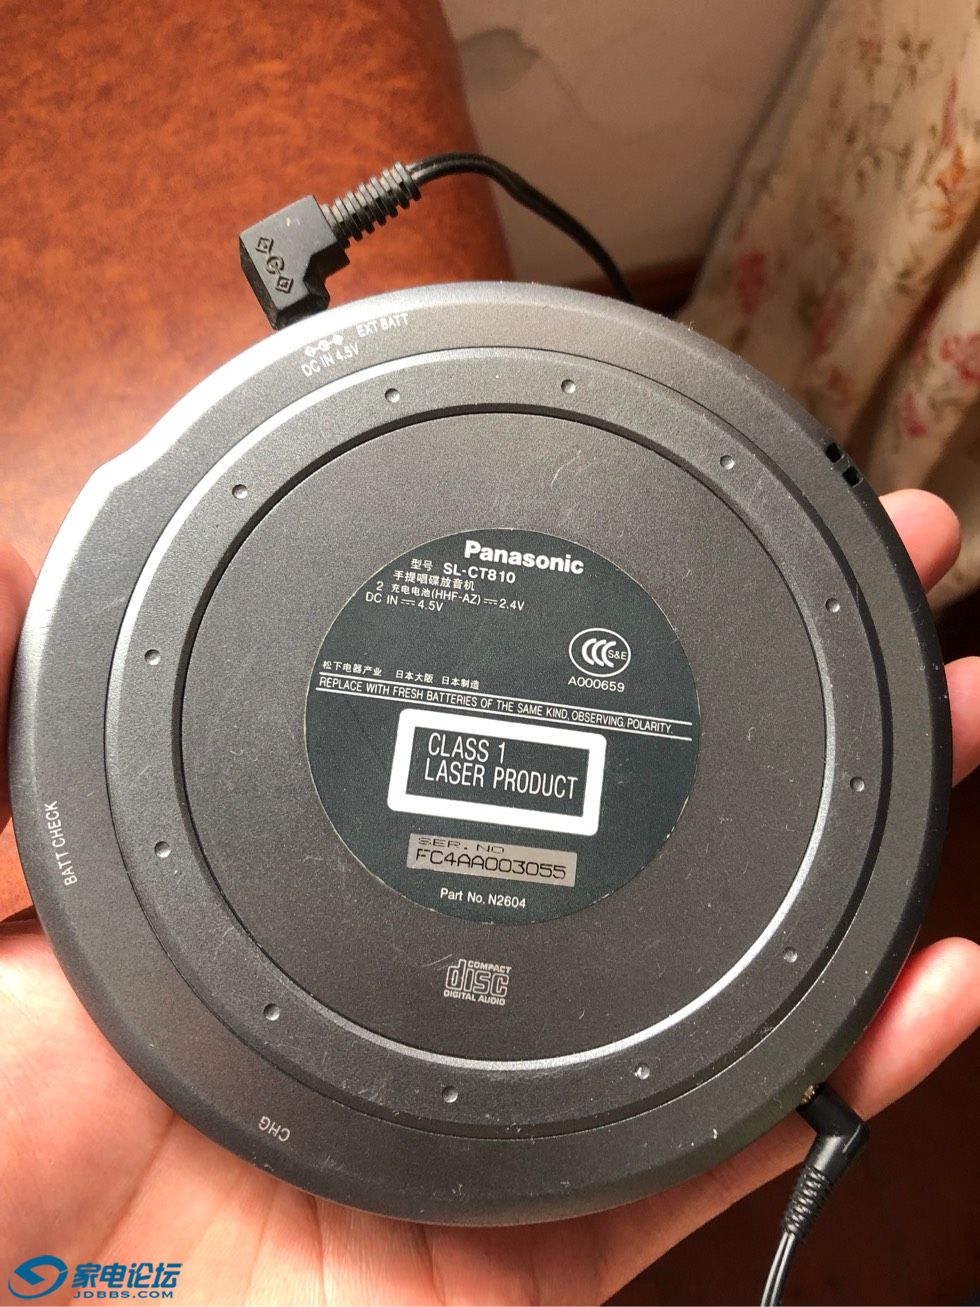 EXT BATT
DC IN 4.5V
Panasonic
型号 SL-CT810
手提唱碟放音机
2 充电电池(HHF-AZ) ⎓ 2.4V
DC IN ⎓ 4.5V
S&E
A000659
松下电器产业 日本大阪 日本制造
REPLACE WITH FRESH BATTERIES OF THE SAME KIND, OBSERVING POLARITY.
CLASS 1
LASER PRODUCT
SER. NO
FC4AA003055
Part No. N2604
BATT CHECK
COMPACT
disc
DIGITAL AUDIO
CHG
家电论坛
JDBBS.COM